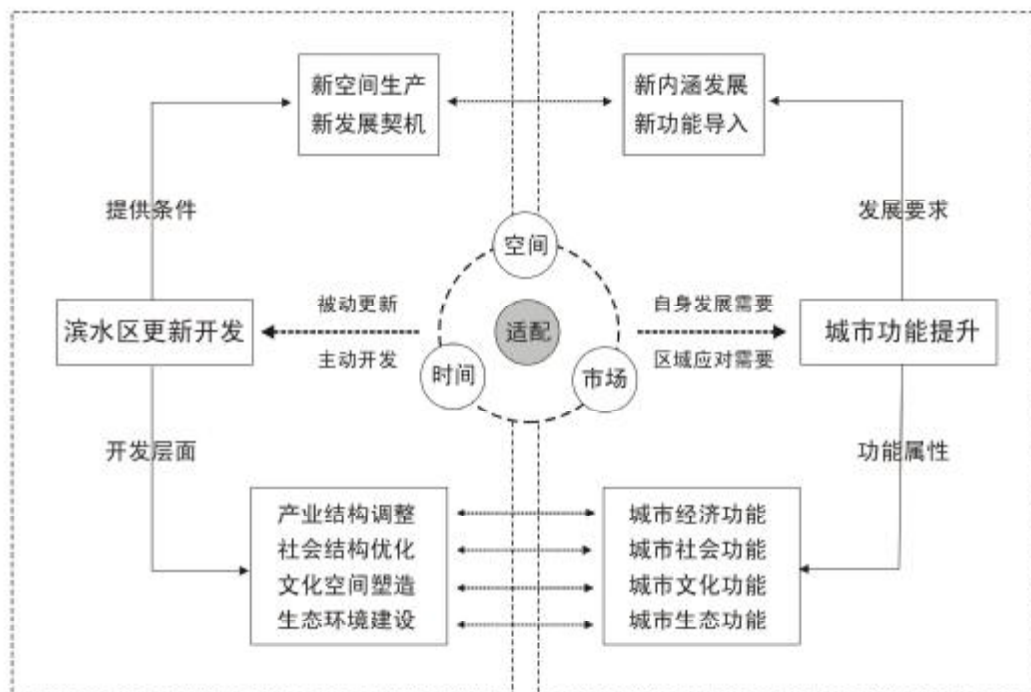 新空间生产
新发展契机
新内涵发展
新功能导入
提供条件
发展要求
空间
滨水区更新开发
被动更新
主动开发
适配
时间
市场
自身发展需要
区域应对需要
城市功能提升
开发层面
功能属性
产业结构调整
社会结构优化
文化空间塑造
生态环境建设
城市经济功能
城市社会功能
城市文化功能
城市生态功能